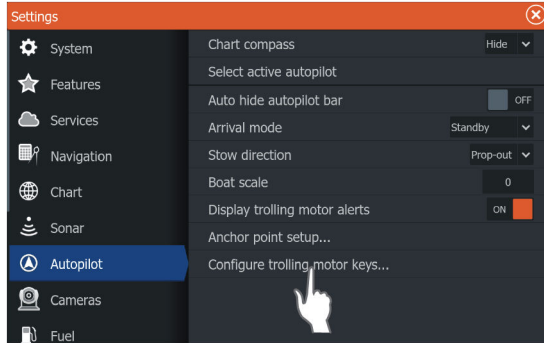 Settings
System
Features
Services
Navigation
Chart
Sonar
Autopilot
Cameras
Fuel
Chart compass Hide
Select active autopilot
Auto hide autopilot bar OFF
Arrival mode Standby
Stow direction Prop-out
Boat scale 0
Display trolling motor alerts ON
Anchor point setup...
Configure trolling motor keys...